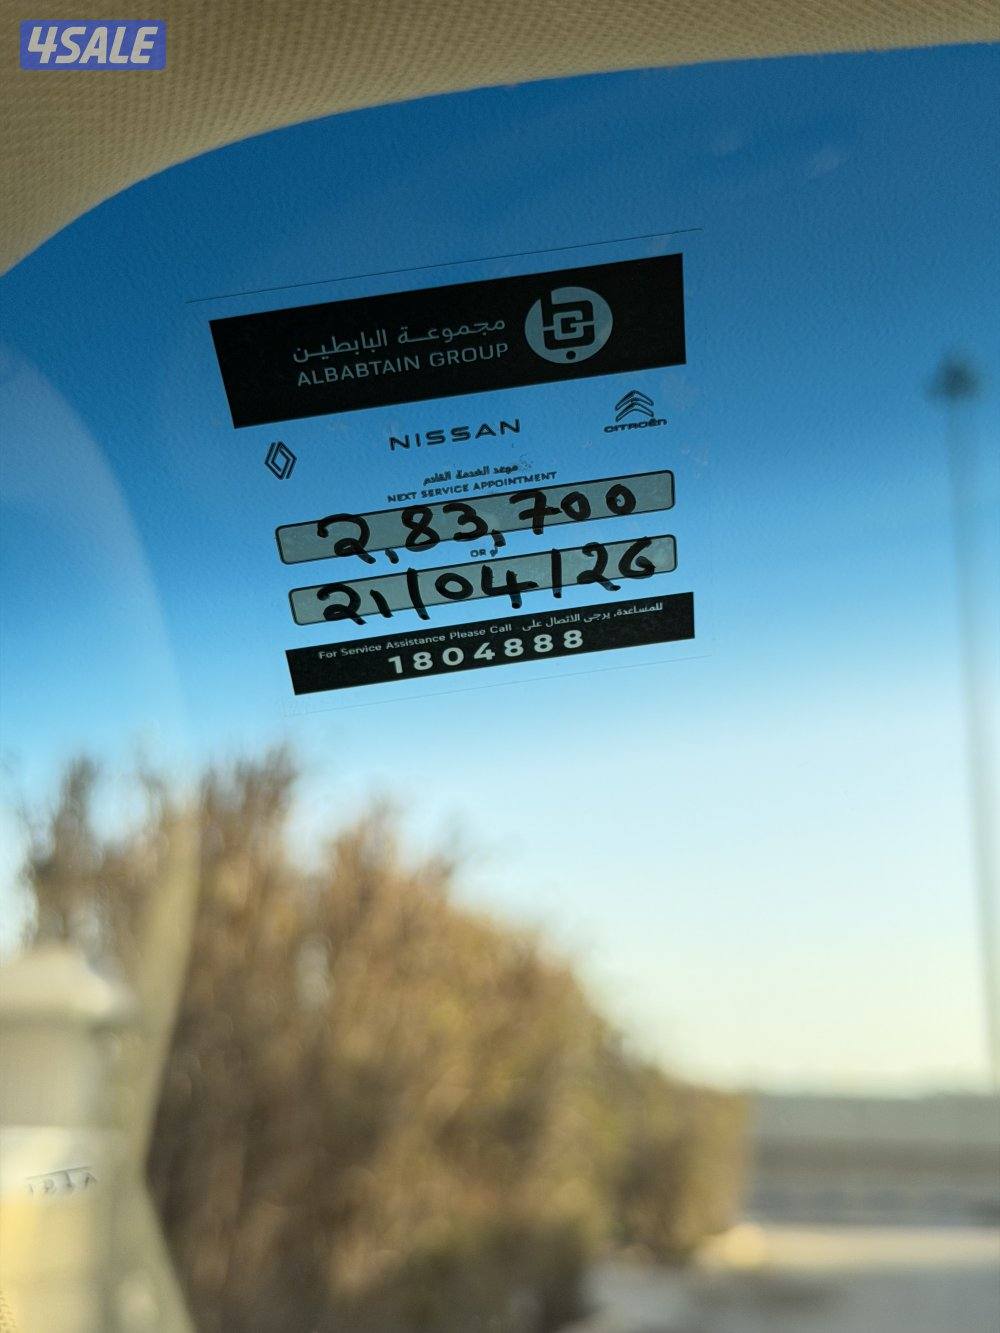 4SALE
مجموعة البابطين
ALBABTAIN GROUP
NISSAN
CITROËN
موعد الخدمة القادم
NEXT SERVICE APPOINTMENT
2,83,700
OR أو
21/04/26
للمساعدة، يرجى الاتصال على
For Service Assistance Please Call
1804888